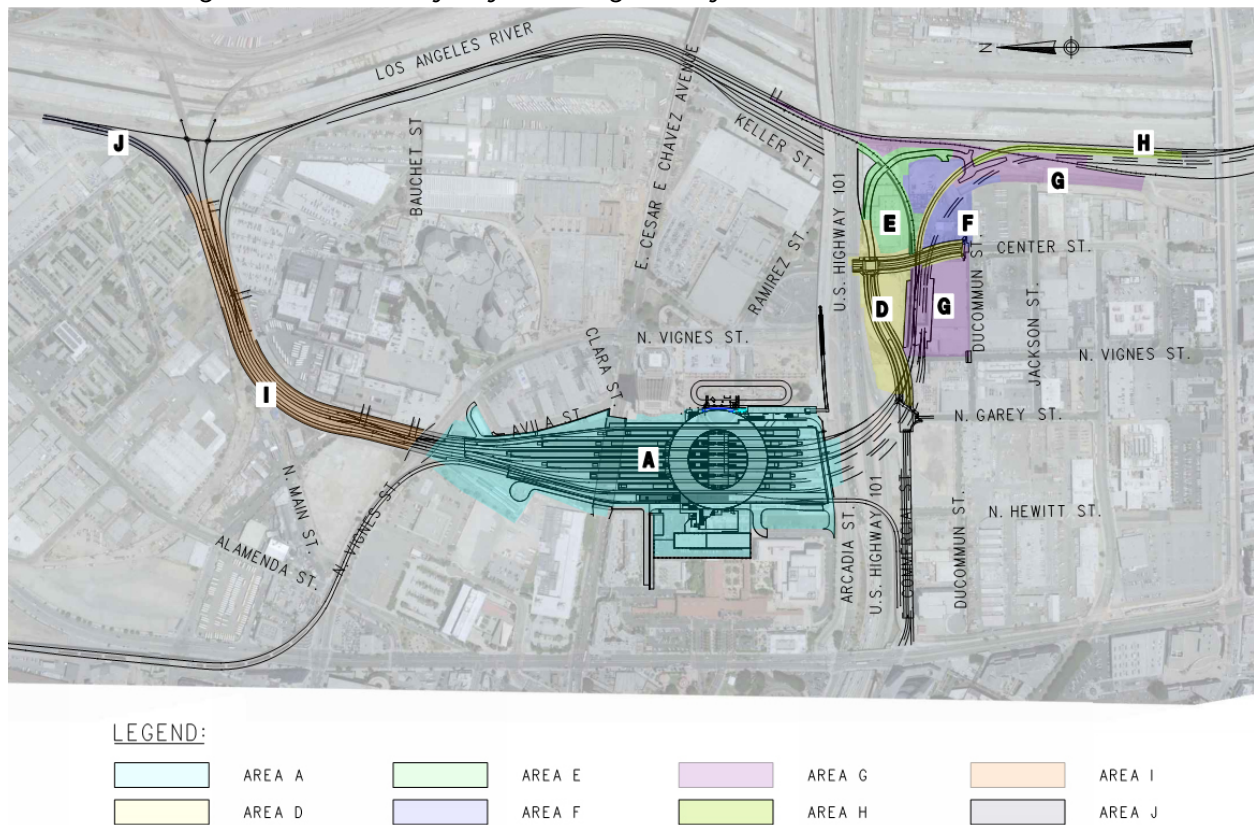 LOS ANGELES RIVER
N
J
BAUCHET ST.
E. CESAR E CHAVEZ AVENUE
KELLER ST.
H
G
U.S. HIGHWAY 101
E
F
CENTER ST.
RAMIREZ ST.
D
G
DUCOMMUN ST.
JACKSON ST.
N. VIGNES ST.
N. VIGNES ST.
CLARA ST.
I
AVILA ST.
N. GAREY ST.
A
N. MAIN ST.
N. VIGNES ST.
ALAMENDA ST.
ARCADIA ST.
U.S. HIGHWAY 101
COMMERCIAL ST.
DUCOMMUN ST.
N. HEWITT ST.
LEGEND:
AREA A
AREA E
AREA G
AREA I
AREA D
AREA F
AREA H
AREA J